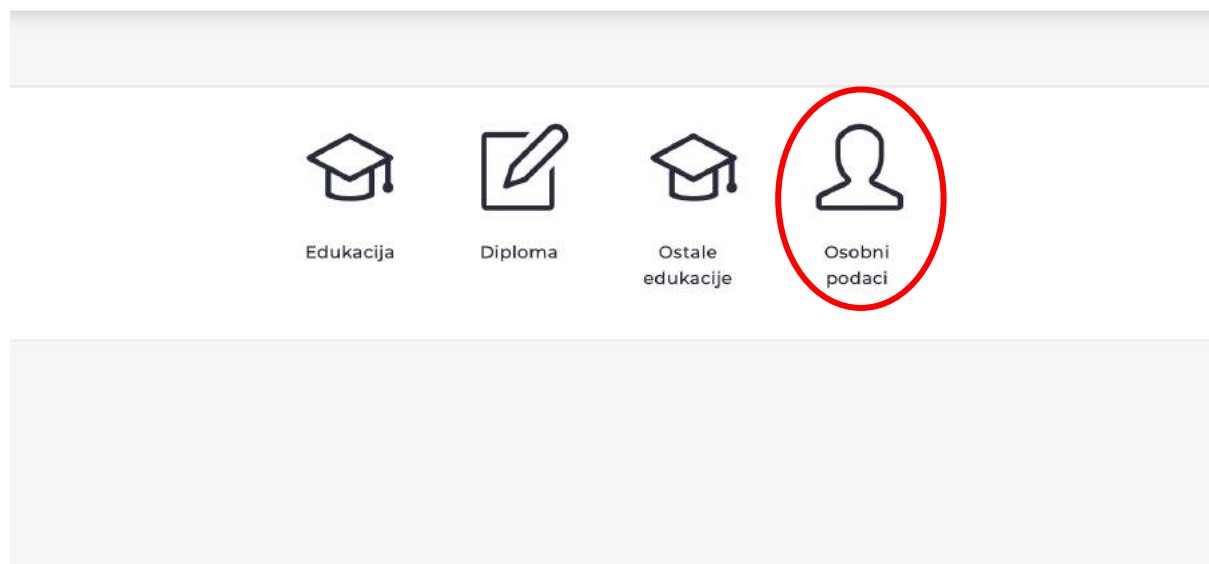 Edukacija
Diploma
Ostale
edukacije
Osobni
podaci